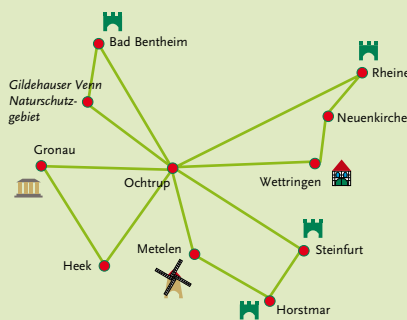 Bad Bentheim
Rheine
Gildehauser Venn
Naturschutz-
gebiet
Neuenkirche
Gronau
Ochtrup
Wettringen
Metelen
Steinfurt
Heek
Horstmar